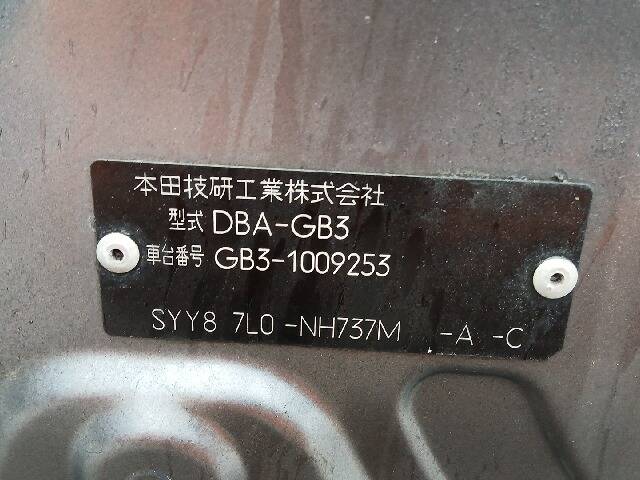 本田技研工業株式会社
型式 DBA-GB3
車台番号 GB3-1009253
SYY8 7L0 -NH737M -A -C